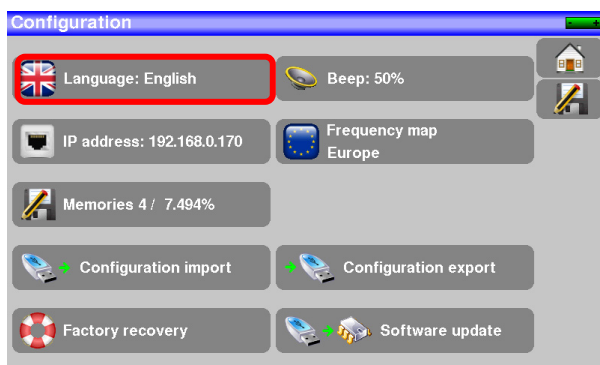 Configuration
Language: English
Beep: 50%
IP address: 192.168.0.170
Frequency map
Europe
Memories 4 / 7.494%
Configuration import
Configuration export
Factory recovery
Software update